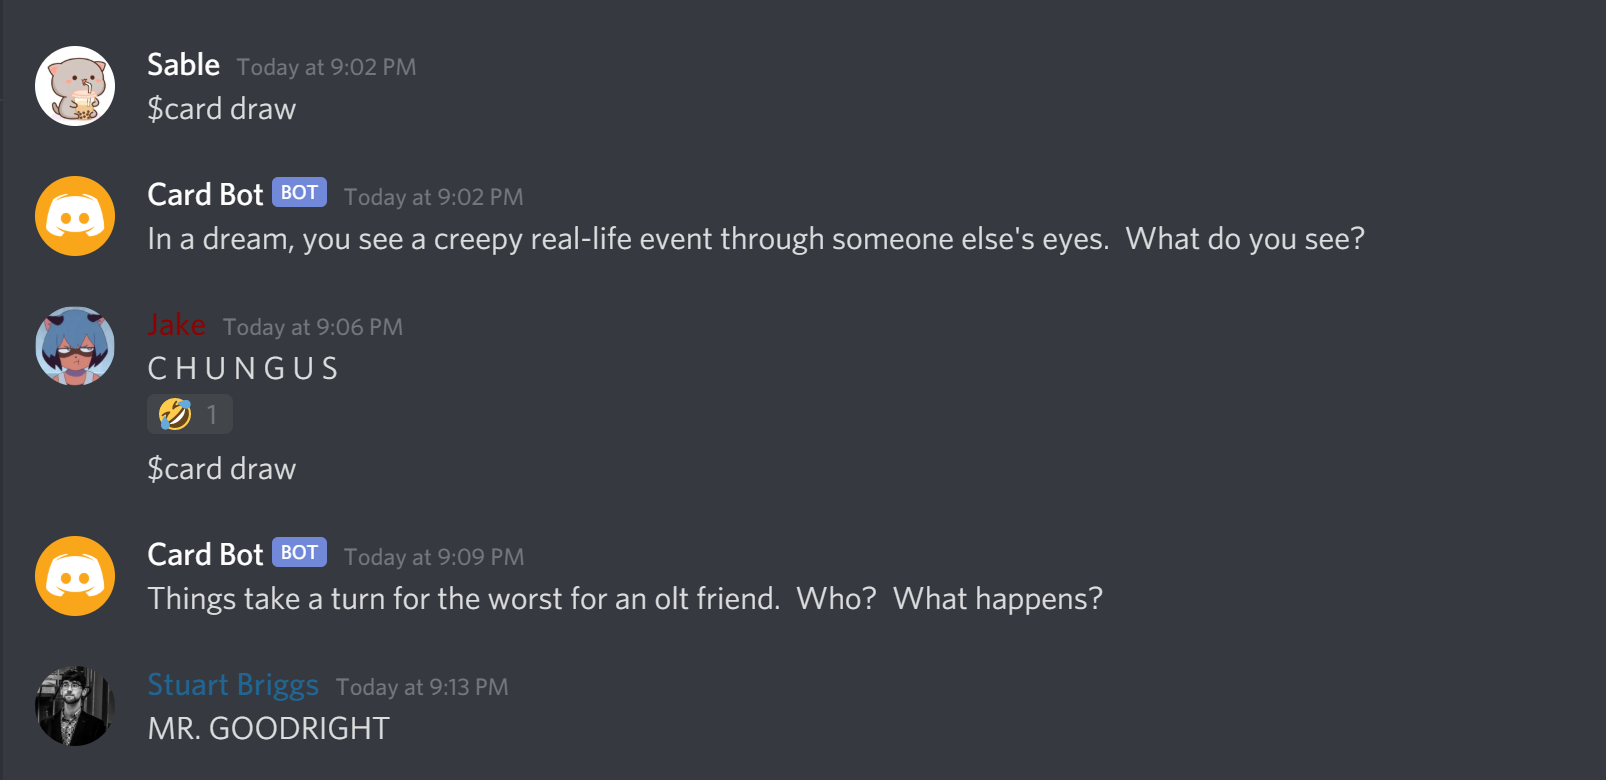 Sable Today at 9:02 PM
$card draw
Card Bot BOT Today at 9:02 PM
In a dream, you see a creepy real-life event through someone else's eyes.  What do you see?
Jake Today at 9:06 PM
C H U N G U S
🤣 1
$card draw
Card Bot BOT Today at 9:09 PM
Things take a turn for the worst for an olt friend.  Who?  What happens?
Stuart Briggs Today at 9:13 PM
MR. GOODRIGHT